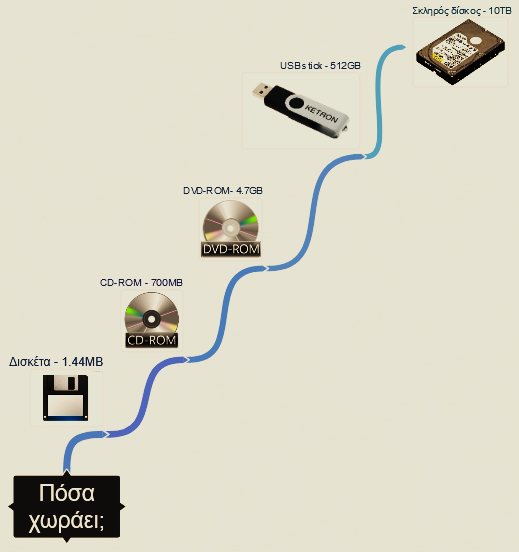 Σκληρός δίσκος - 10TB
USB stick - 512GB
KETRON
DVD-ROM- 4.7GB
DVD-ROM
CD-ROM - 700MB
CD-ROM
Δισκέτα - 1.44MB
Πόσα
χωράει;